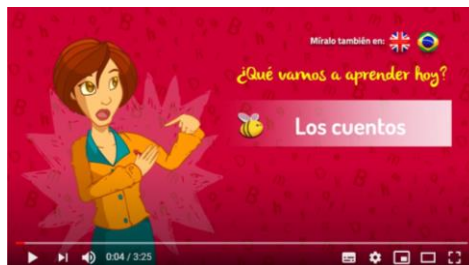 Míralo también en:
¿Qué vamos a aprender hoy?
Los cuentos
0:04 / 3:25